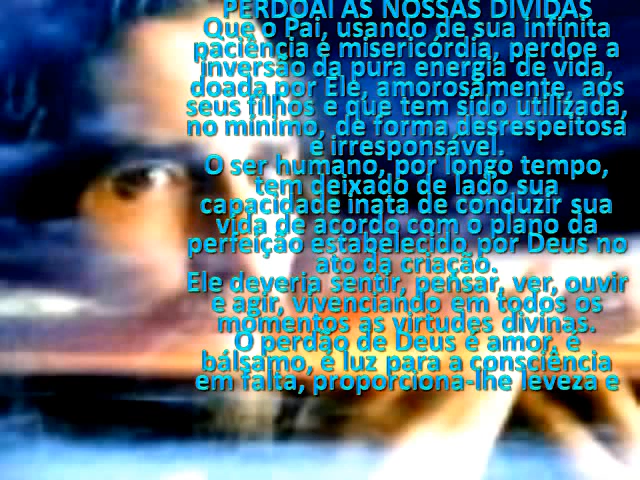 PERDOAI AS NOSSAS DÍVIDAS
Que o Pai, usando de sua infinita
paciência e misericórdia, perdoe a
inversão da pura energia de vida,
doada por Ele, amorosamente, aos
seus filhos e que tem sido utilizada,
no mínimo, de forma desrespeitosa
e irresponsável.
O ser humano, por longo tempo,
tem deixado de lado sua
capacidade inata de conduzir sua
vida de acordo com o plano da
perfeição estabelecido por Deus no
ato da criação.
Ele deveria sentir, pensar, ver, ouvir
e agir, vivenciando em todos os
momentos as virtudes divinas.
O perdão de Deus é amor, é
bálsamo, é luz para a consciência
em falta, proporciona-lhe leveza e